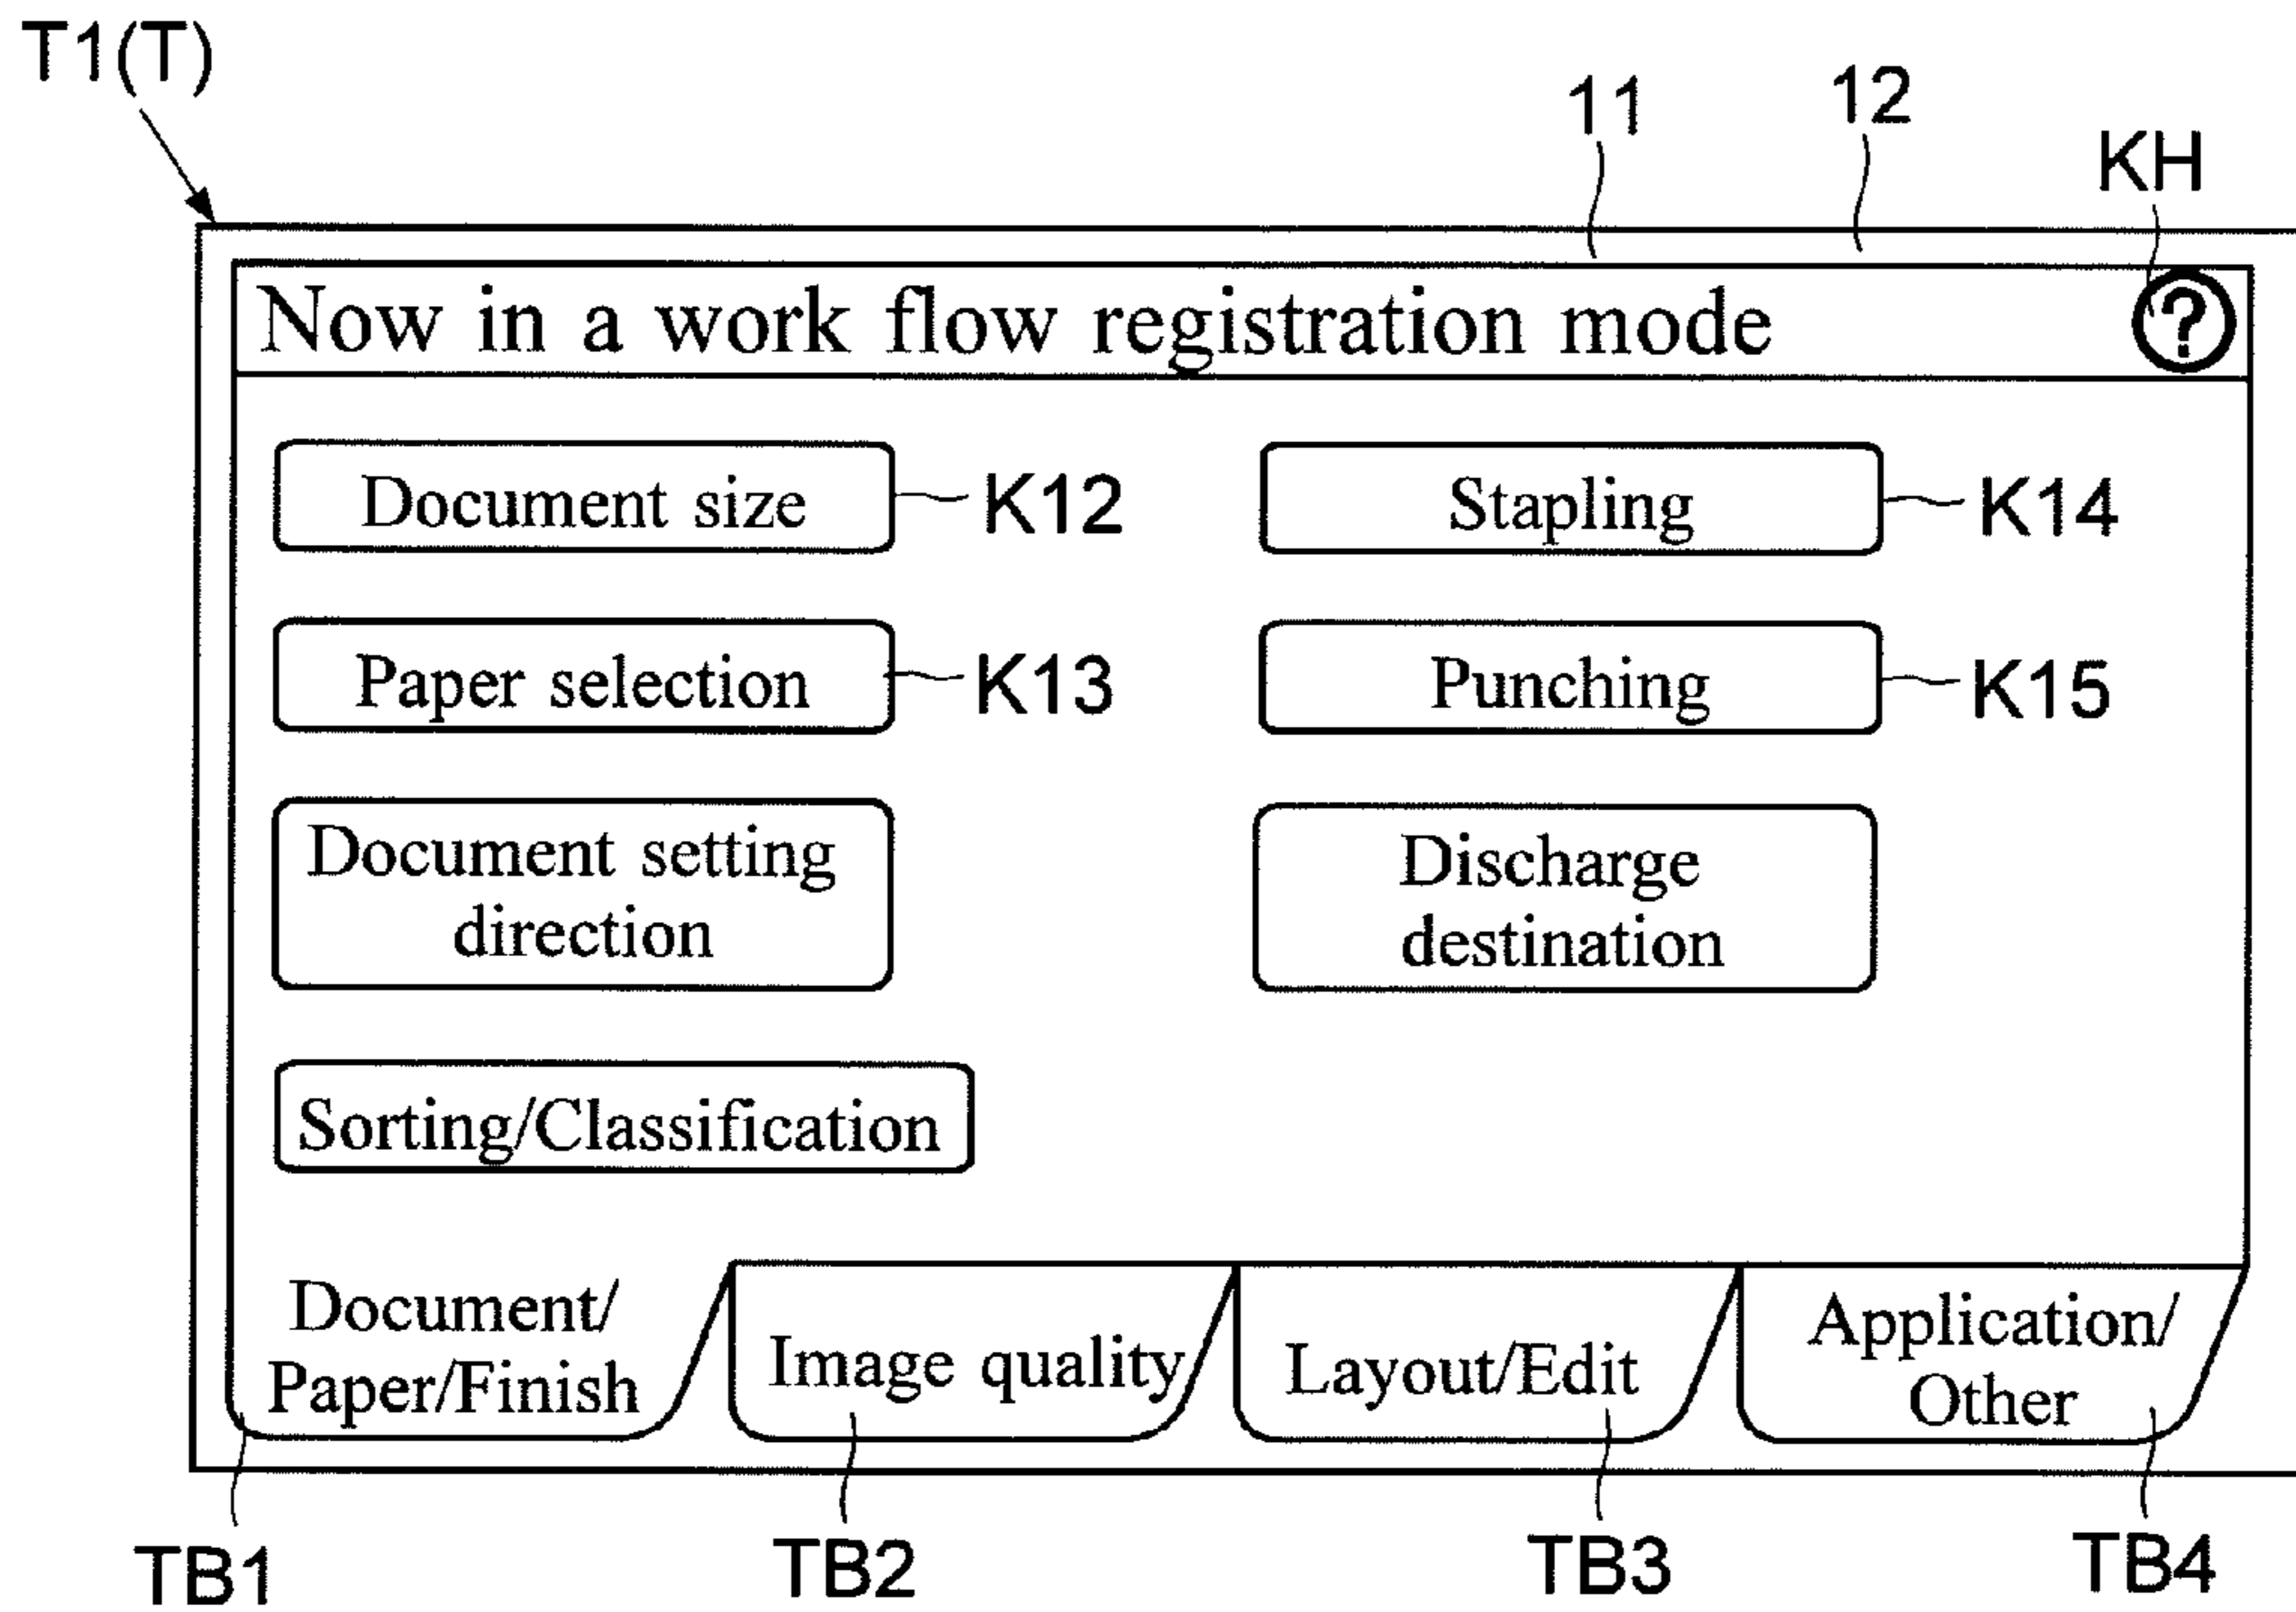 T1(T)
11
12
KH
Now in a work flow registration mode
?
Document size
K12
Stapling
K14
Paper selection
K13
Punching
K15
Document setting
direction
Discharge
destination
Sorting/Classification
Document/
Paper/Finish
Image quality
Layout/Edit
Application/
Other
TB1
TB2
TB3
TB4